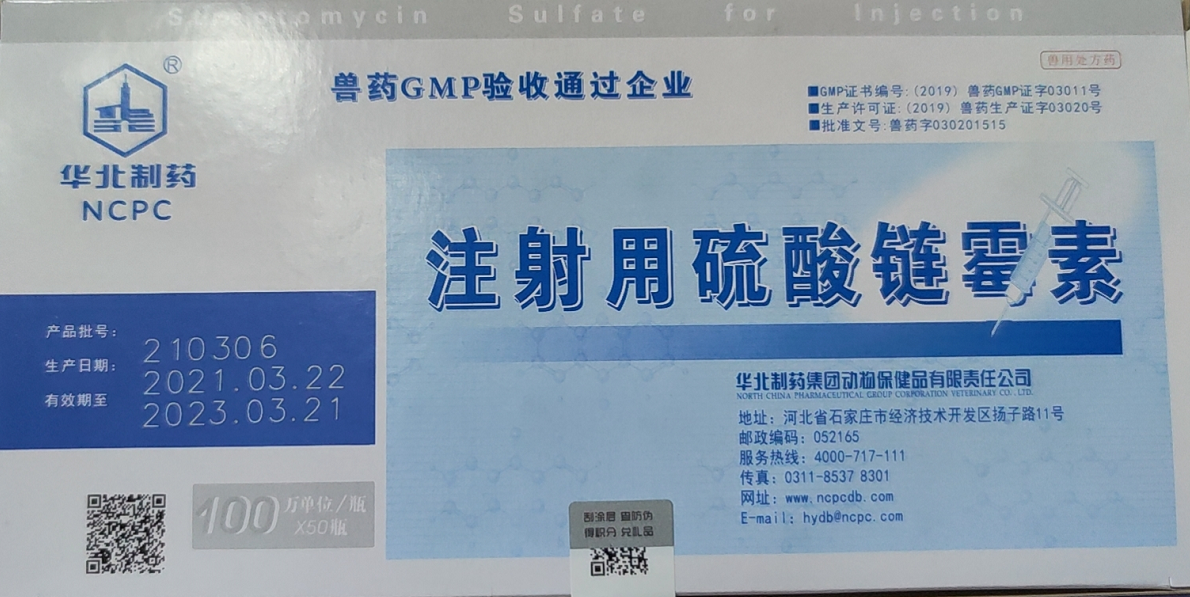 Streptomycin Sulfate for Injection
兽用处方药
®
华北制药
NCPC
兽药GMP验收通过企业
■GMP证书编号:(2019) 兽药GMP证字03011号
■生产许可证:(2019) 兽药生产证字03020号
■批准文号:兽药字030201515
注射用硫酸链霉素
产品批号: 210306
生产日期: 2021.03.22
有效期至 2023.03.21
华北制药集团动物保健品有限责任公司
NORTH CHINA PHARMACEUTICAL GROUP CORPORATION VETERINARY CO., LTD.
地址: 河北省石家庄市经济技术开发区扬子路11号
邮政编码: 052165
服务热线: 4000-717-111
传真: 0311-8537 8301
网址: www.ncpcdb.com
E-mail: hydb@ncpc.com
100万单位/瓶
X50瓶
刮涂层 查防伪
得积分 兑礼品